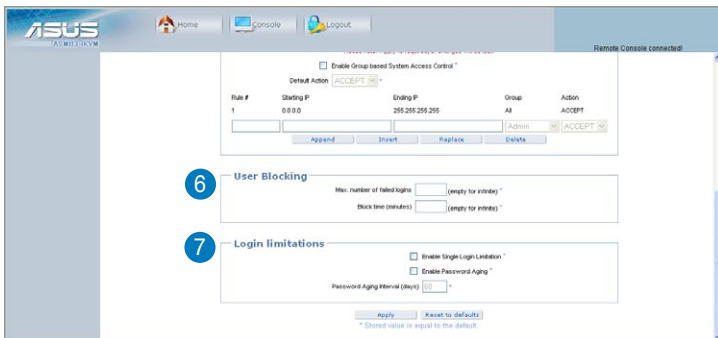 ASUS
ASMB3-iKVM
Home
Console
Logout
Remote Console connected!
Enable Group based System Access Control *
Default Action ACCEPT *
Rule # Starting IP Ending IP Group Action
1 0.0.0.0 255.255.255.255 All ACCEPT
Admin ACCEPT
Append Insert Replace Delete
6
User Blocking
Max. number of failed logins (empty for infinite) *
Block time (minutes) (empty for infinite) *
7
Login limitations
Enable Single Login Limitation *
Enable Password Aging *
Password Aging Interval (days) 60 *
Apply Reset to defaults
* Stored value is equal to the default.